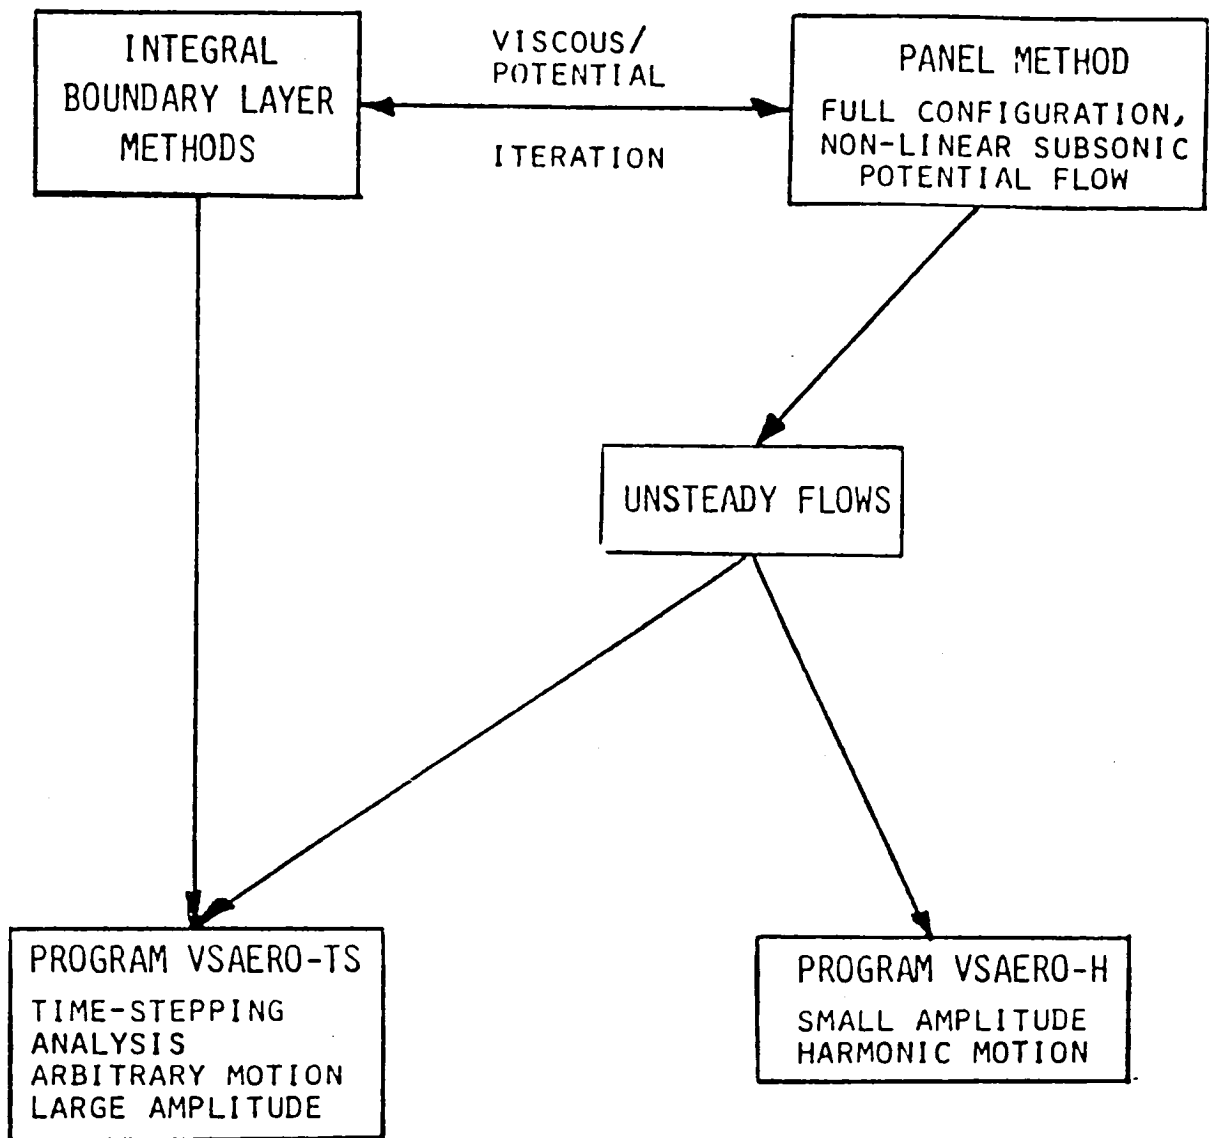 INTEGRAL
BOUNDARY LAYER
METHODS
VISCOUS/
POTENTIAL
ITERATION
PANEL METHOD
FULL CONFIGURATION,
NON-LINEAR SUBSONIC
POTENTIAL FLOW
UNSTEADY FLOWS
PROGRAM VSAERO-TS
TIME-STEPPING
ANALYSIS
ARBITRARY MOTION
LARGE AMPLITUDE
PROGRAM VSAERO-H
SMALL AMPLITUDE
HARMONIC MOTION